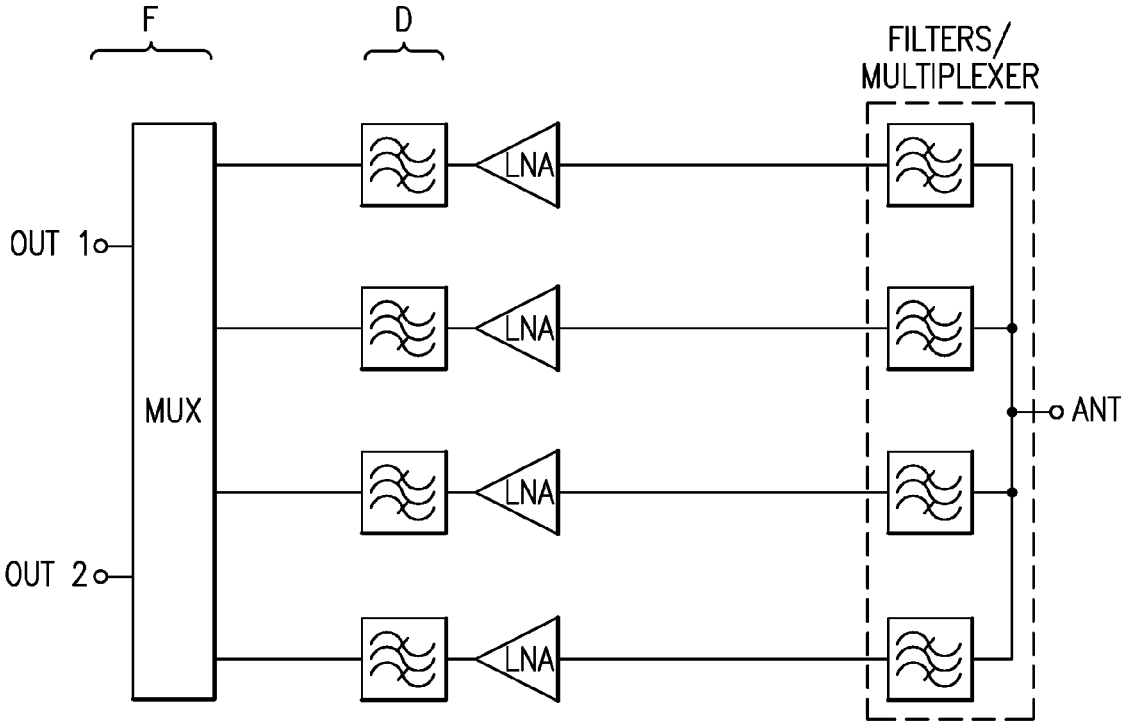 F
D
FILTERS/
MULTIPLEXER
LNA
OUT 1
LNA
MUX
ANT
LNA
OUT 2
LNA